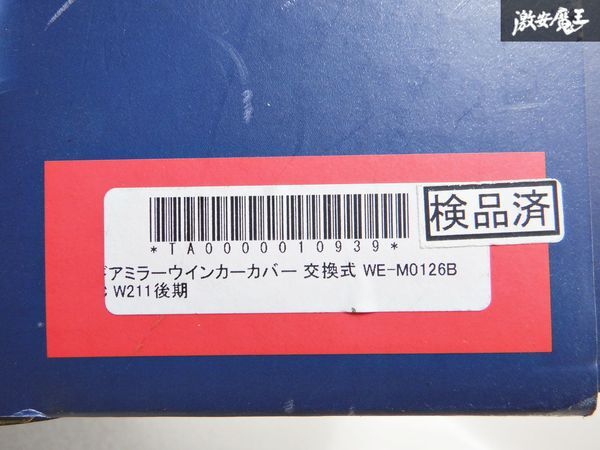 激安魔王
検品済
*TA0000010939*
ドアミラーウインカーカバー 交換式 WE-M0126B
W211後期